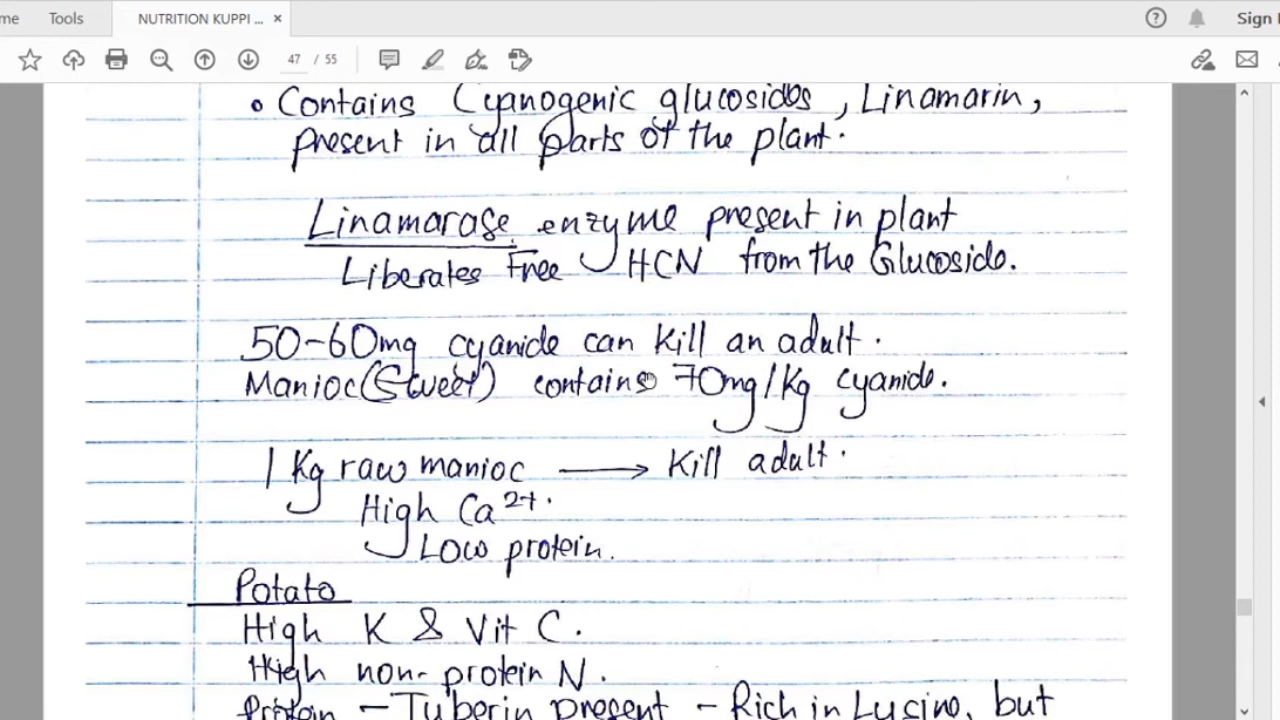 me Tools NUTRITION KUPPI ... × Sign
47 / 55
• Contains Cyanogenic glucosides, Linamarin,
present in all parts of the plant.
Linamarase enzyme present in plant
Liberates Free HCN from the Glucoside.
50-60mg cyanide can kill an adult.
Manioc (Sweet) contains 70mg/kg cyanide.
1 kg raw manioc → kill adult.
High Ca²⁺.
Low protein.
Potato
High K & Vit C.
High non-protein N.
Protein - Tuberin present - Rich in Lysine, but